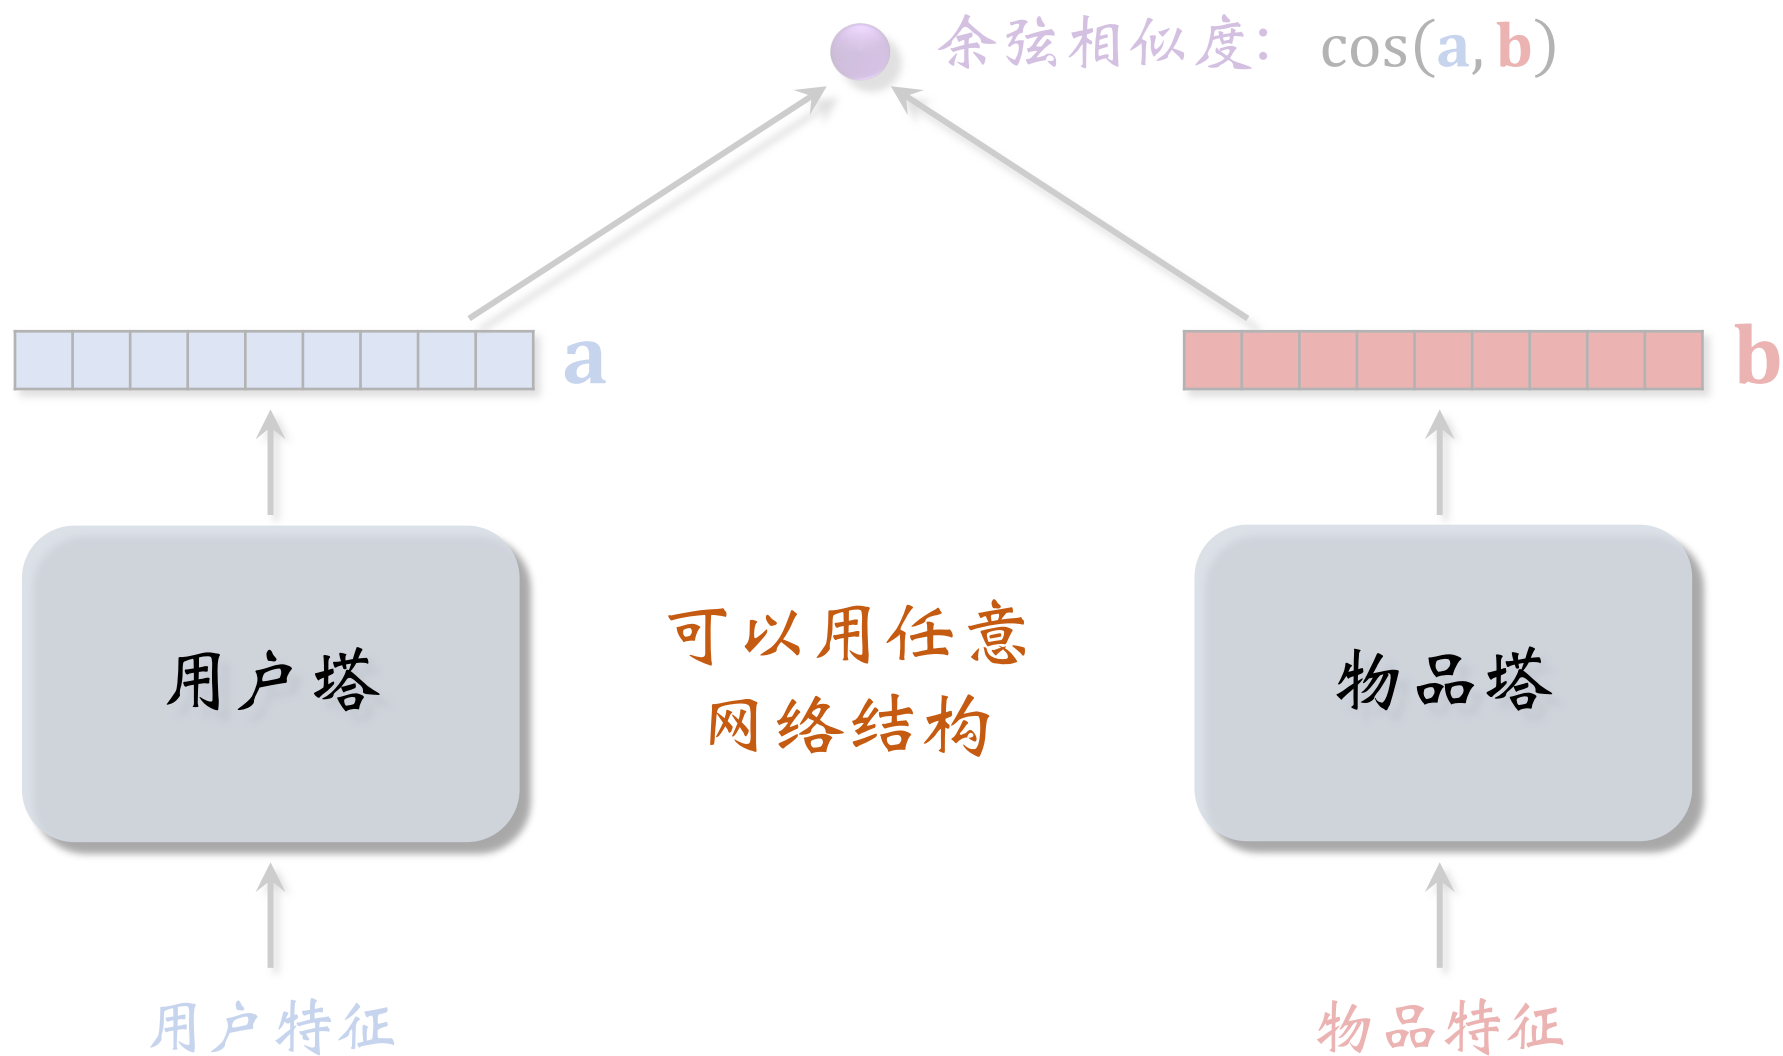 余弦相似度: cos(a,b)
a
b
可以用任意
网络结构
用户塔
物品塔
用户特征
物品特征